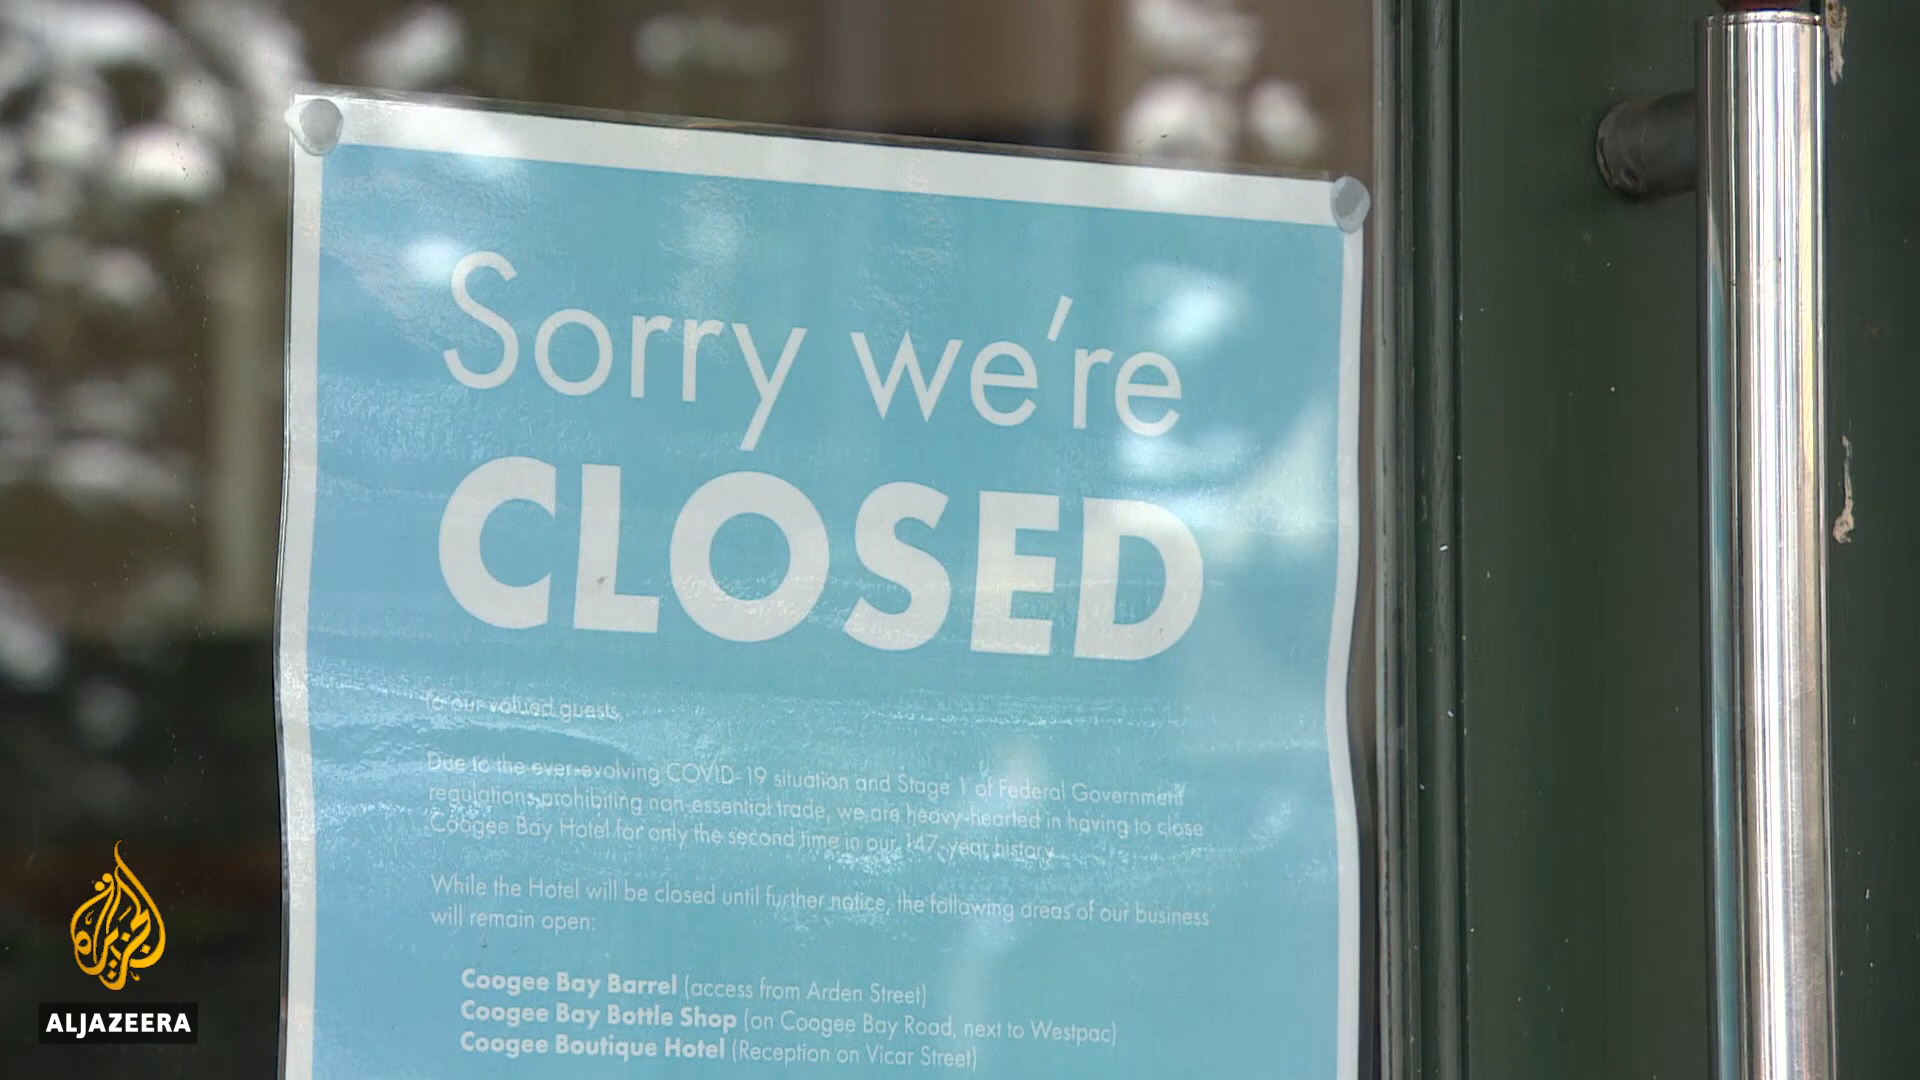 Sorry we're
CLOSED
To our valued guests,
Due to the ever-evolving COVID-19 situation and Stage 1 of Federal Government
regulations prohibiting non-essential trade, we are heavy-hearted in having to close
Coogee Bay Hotel for only the second time in our 147-year history.
While the Hotel will be closed until further notice, the following areas of our business
will remain open:
Coogee Bay Barrel (access from Arden Street)
Coogee Bay Bottle Shop (on Coogee Bay Road, next to Westpac)
Coogee Boutique Hotel (Reception on Vicar Street)
الجزيرة
ALJAZEERA